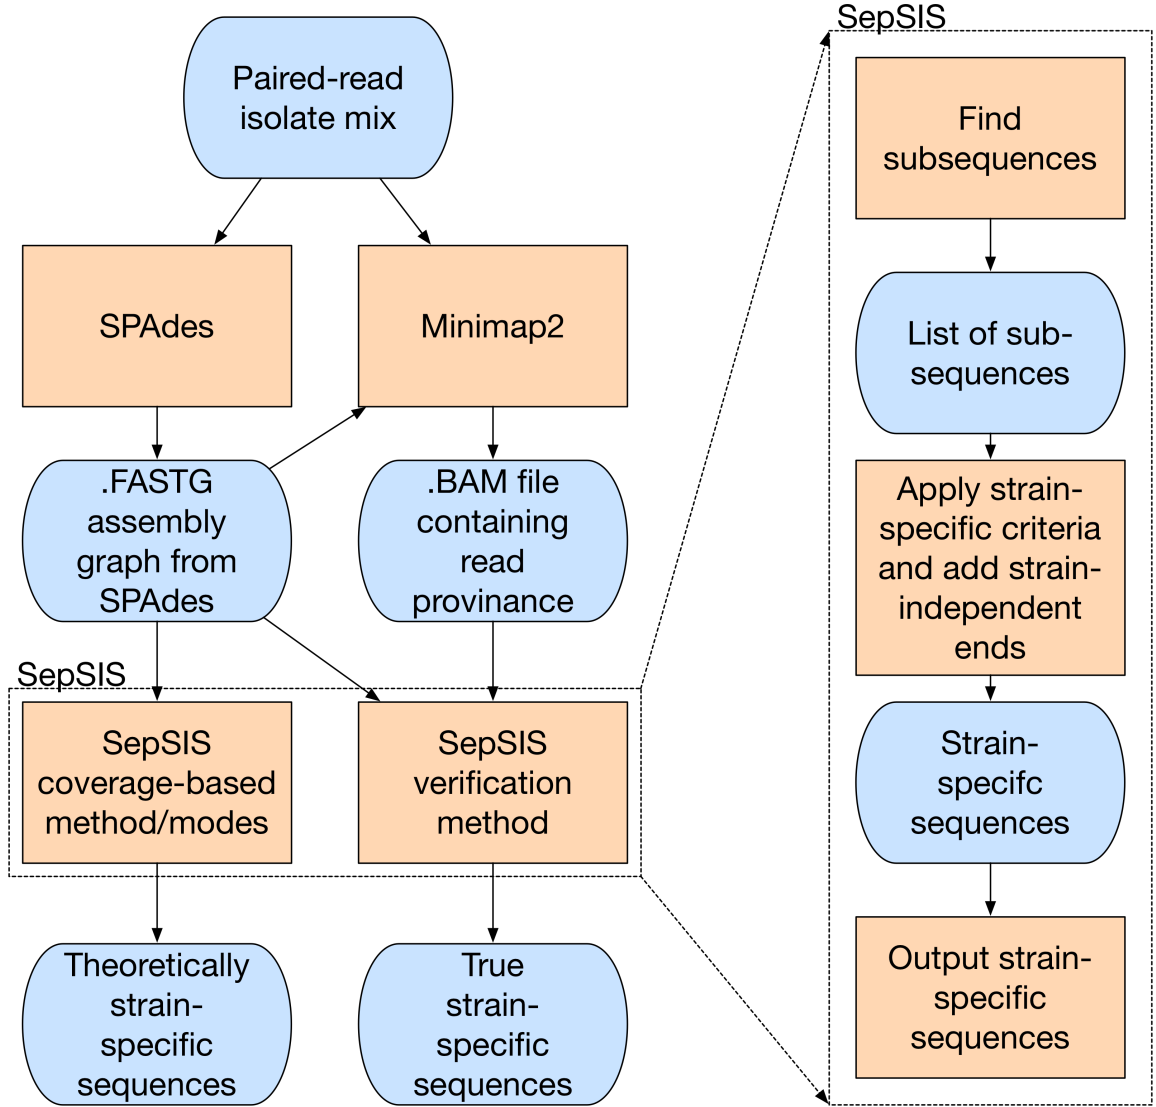 Paired-read
isolate mix
SPAdes
Minimap2
.FASTG
assembly
graph from
SPAdes
.BAM file
containing
read
provinance
SepSIS
SepSIS
coverage-based
method/modes
SepSIS
verification
method
Theoretically
strain-
specific
sequences
True
strain-
specific
sequences
SepSIS
Find
subsequences
List of sub-
sequences
Apply strain-
specific criteria
and add strain-
independent
ends
Strain-
specifc
sequences
Output strain-
specific
sequences